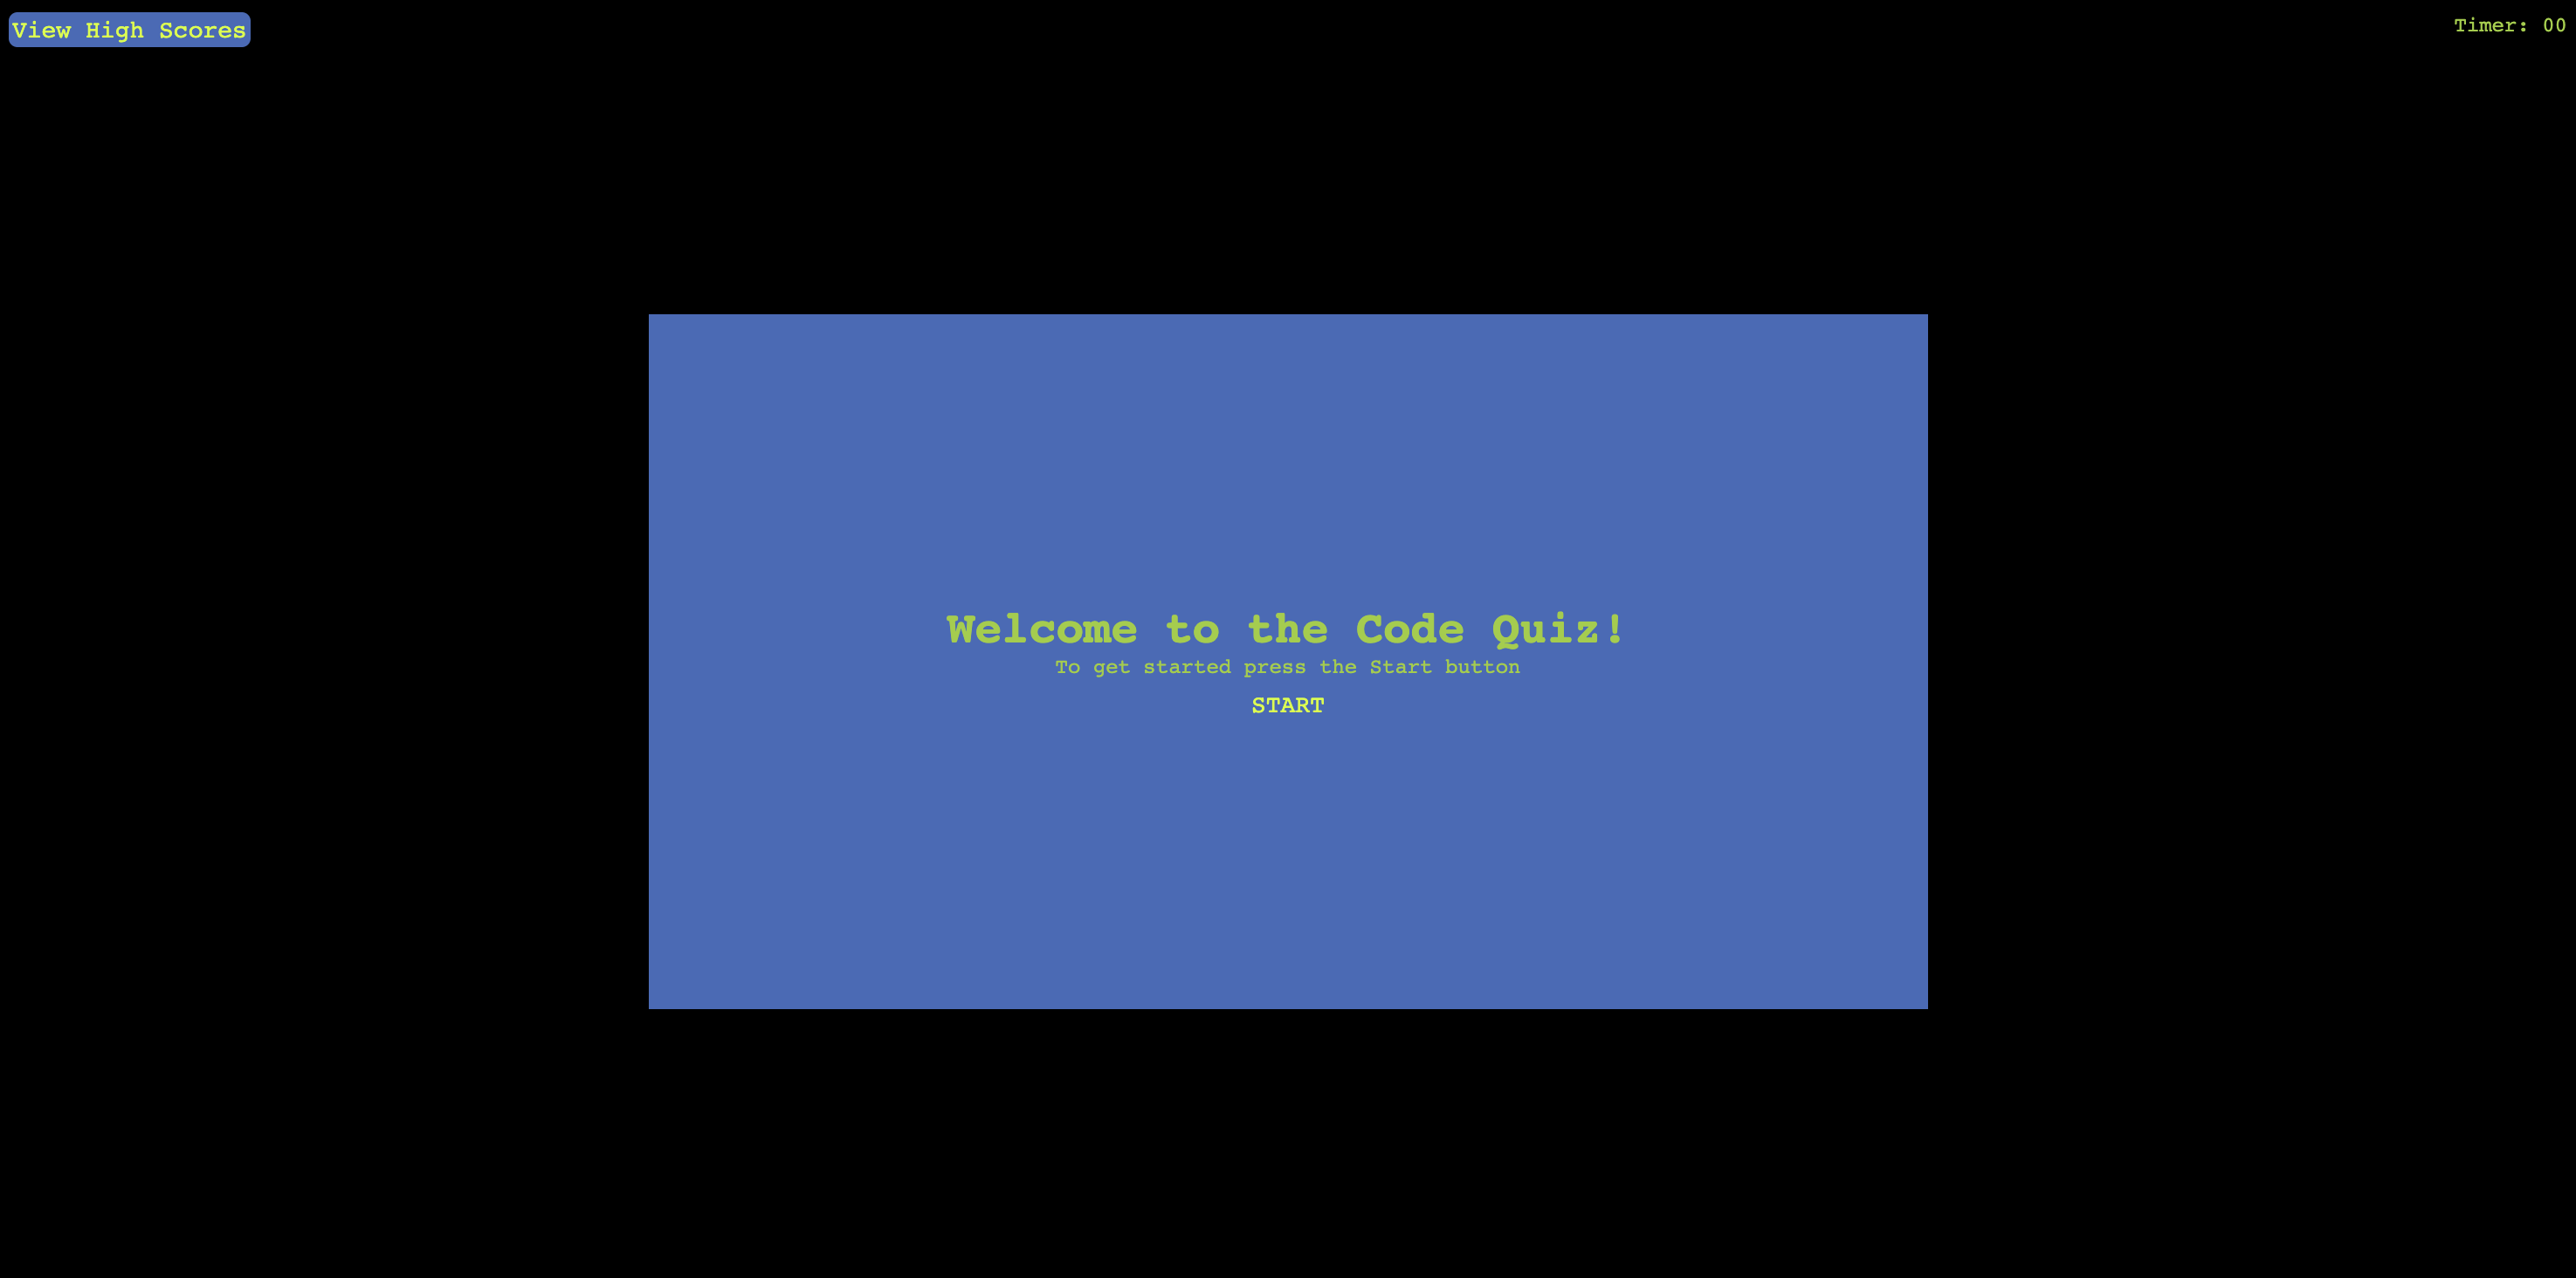 View High Scores
Timer: 00
Welcome to the Code Quiz!
To get started press the Start button
START